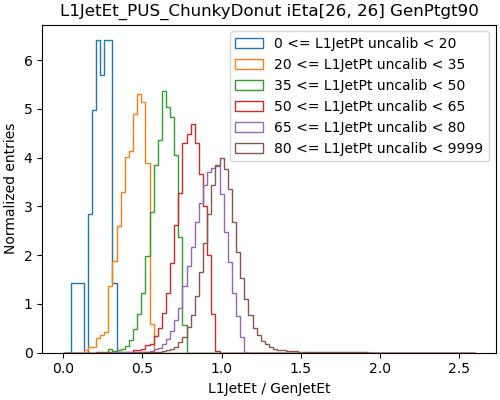 L1JetEt_PUS_ChunkyDonut iEta[26, 26] GenPtgt90
0 <= L1JetPt uncalib < 20
20 <= L1JetPt uncalib < 35
35 <= L1JetPt uncalib < 50
50 <= L1JetPt uncalib < 65
65 <= L1JetPt uncalib < 80
80 <= L1JetPt uncalib < 9999
Normalized entries
6
5
4
3
2
1
0
0.0 0.5 1.0 1.5 2.0 2.5
L1JetEt / GenJetEt